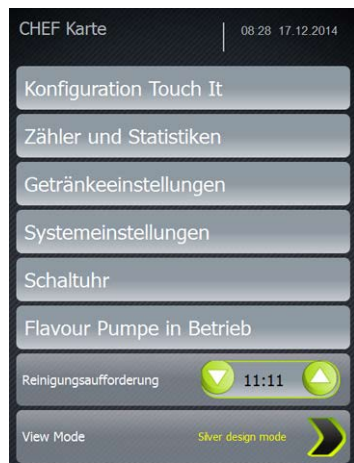 CHEF Karte
08:28 17.12.2014
Konfiguration Touch It
Zähler und Statistiken
Getränkeeinstellungen
Systemeinstellungen
Schaltuhr
Flavour Pumpe in Betrieb
Reinigungsaufforderung 11:11
View Mode Silver design mode